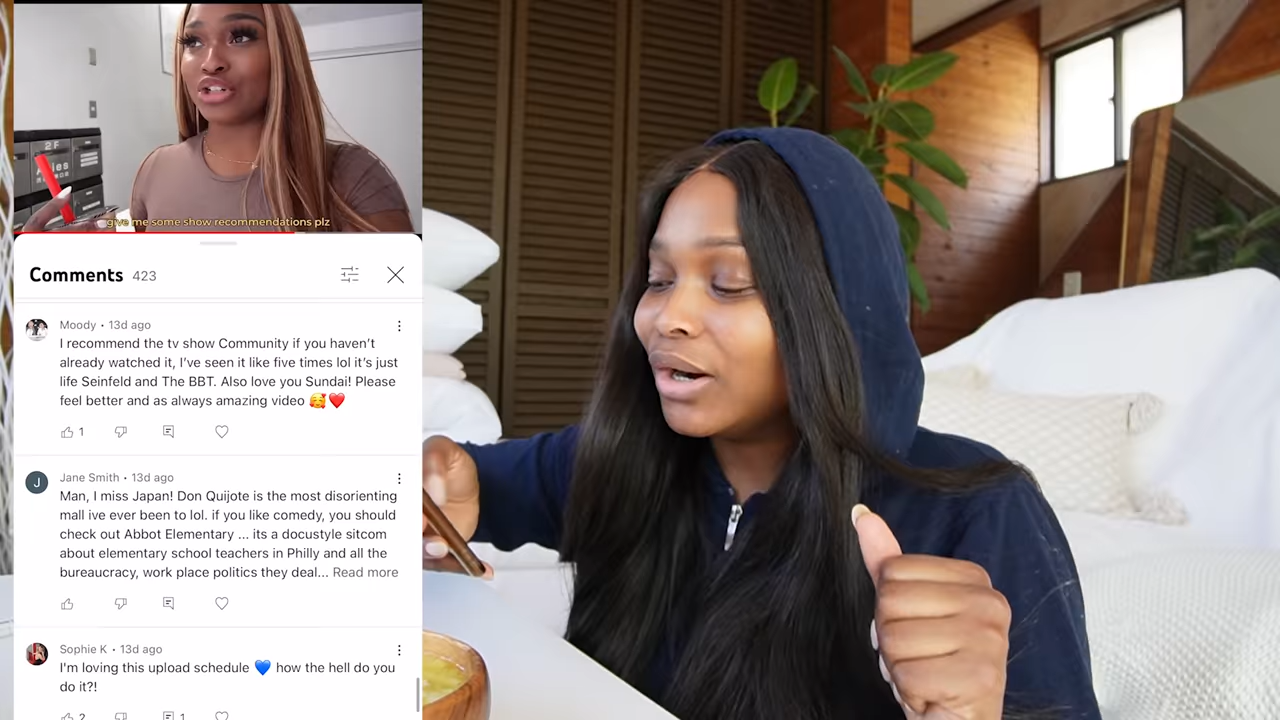 2F
give me some show recommendations plz
Comments 423
Moody • 13d ago
I recommend the tv show Community if you haven't
already watched it, I've seen it like five times lol it's just
life Seinfeld and The BBT. Also love you Sundai! Please
feel better and as always amazing video 🥰❤️
1
J
Jane Smith • 13d ago
Man, I miss Japan! Don Quijote is the most disorienting
mall ive ever been to lol. if you like comedy, you should
check out Abbot Elementary ... its a docustyle sitcom
about elementary school teachers in Philly and all the
bureaucracy, work place politics they deal... Read more
Sophie K • 13d ago
I'm loving this upload schedule 💙 how the hell do you
do it?!
2 1